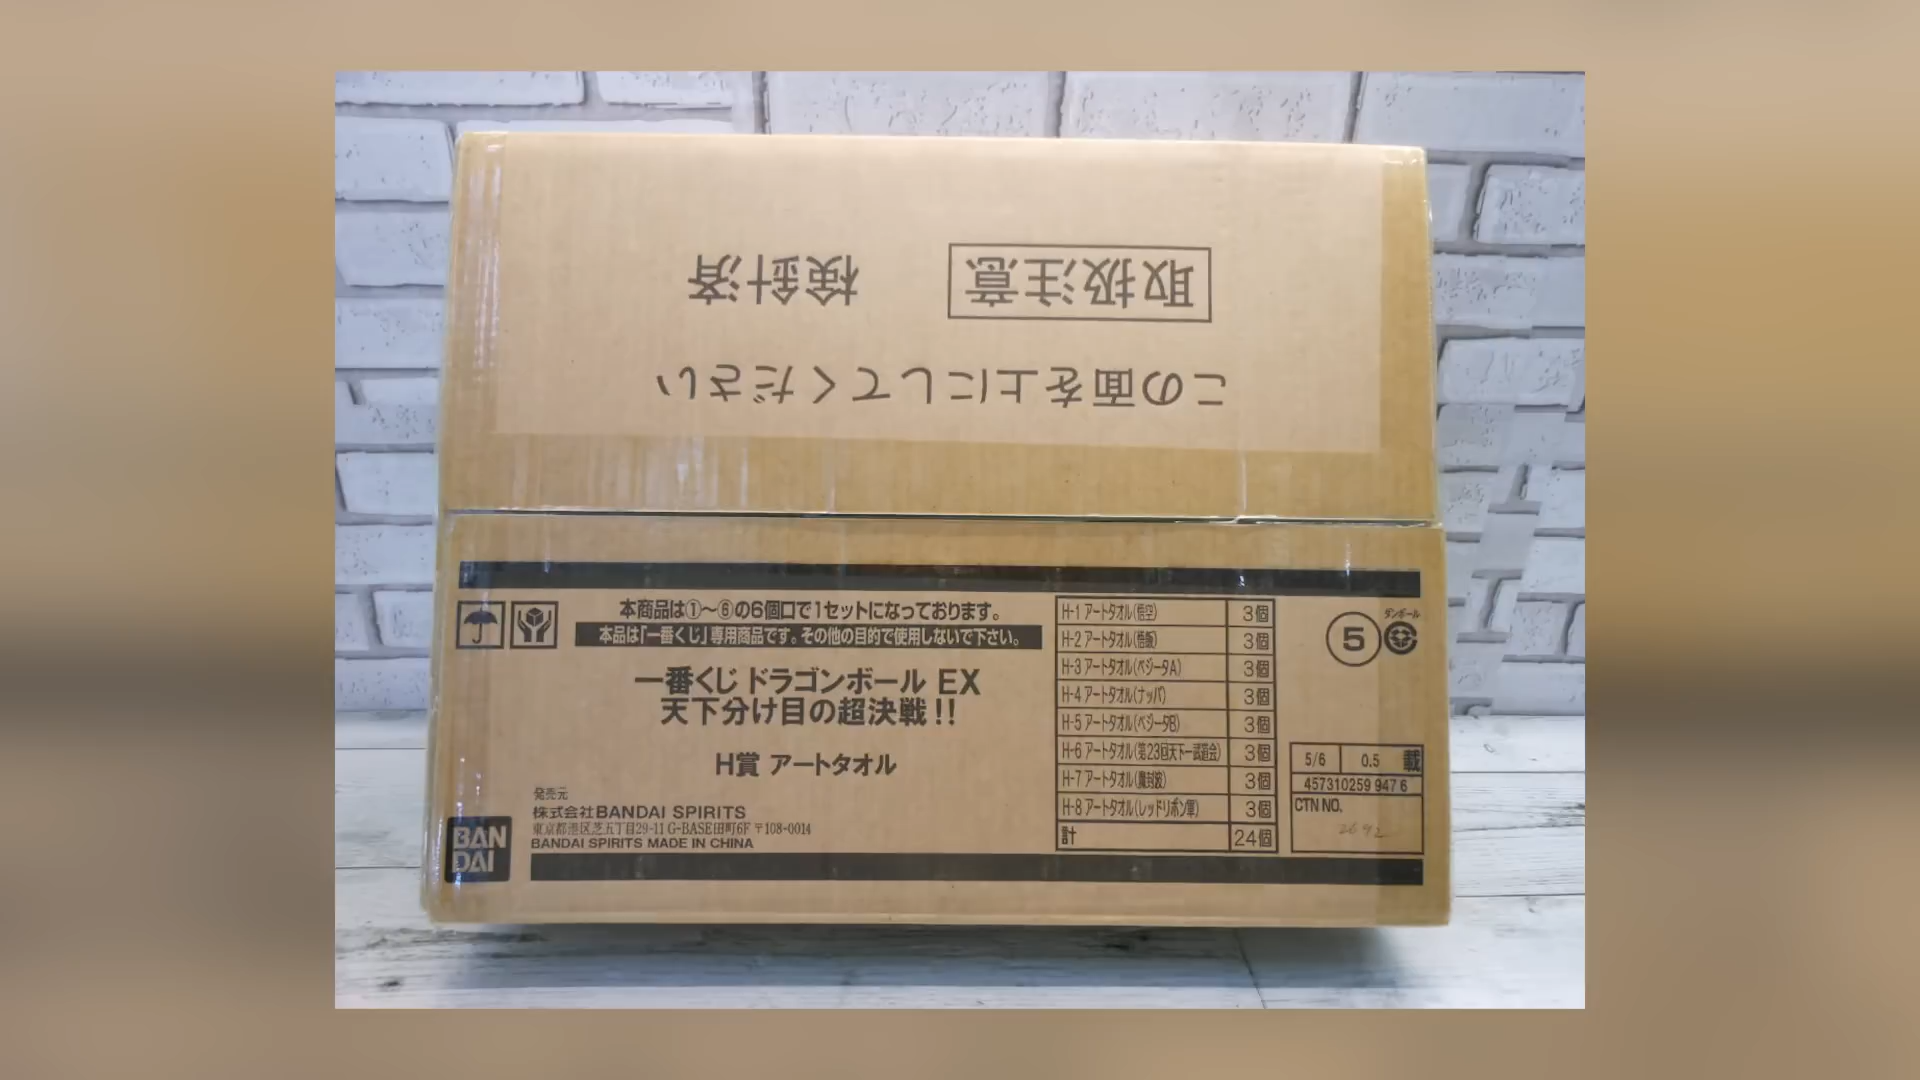 取扱注意 検針済
この面を上にしてください
本商品は①～⑥の6個口で1セットになっております。
本品は「一番くじ」専用商品です。その他の目的で使用しないで下さい。
一番くじ ドラゴンボール EX
天下分け目の超決戦!!
H賞 アートタオル
発売元
株式会社BANDAI SPIRITS
東京都港区芝五丁目29-11 G-BASE田町6F 〒108-0014
BANDAI SPIRITS MADE IN CHINA
BAN
DAI
H-1 アートタオル(悟空) 3個
H-2 アートタオル(悟飯) 3個
H-3 アートタオル(ベジータA) 3個
H-4 アートタオル(ナッパ) 3個
H-5 アートタオル(ベジータB) 3個
H-6 アートタオル(第23回天下一武道会) 3個
H-7 アートタオル(魔封波) 3個
H-8 アートタオル(レッドリボン軍) 3個
計 24個
5
ダンボール
5/6 0.5 載
457310259 947 6
CTN NO.
2692